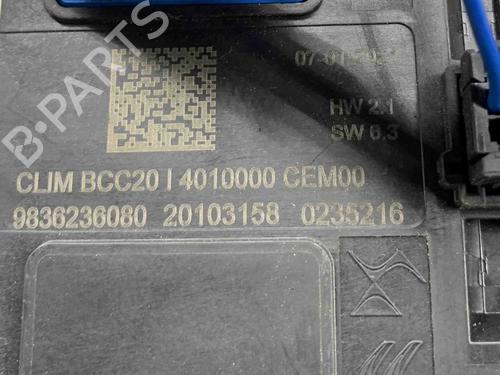 B-PARTS
HW 2.1
SW 6.3
CLIM BCC20 I 4010000 CEM00
9836236080 20103158 0235216